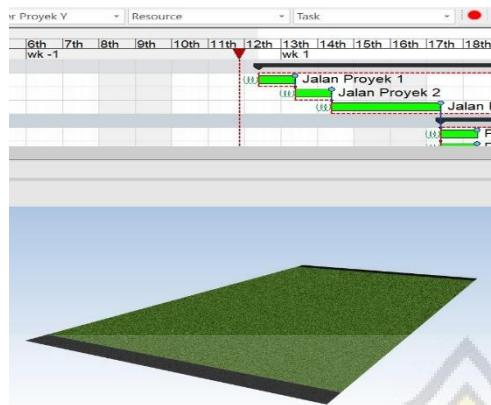 er Proyek Y Resource Task
6th 7th 8th 9th 10th 11th 12th 13th 14th 15th 16th 17th 18th
wk -1 wk 1
Jalan Proyek 1
Jalan Proyek 2
Jalan